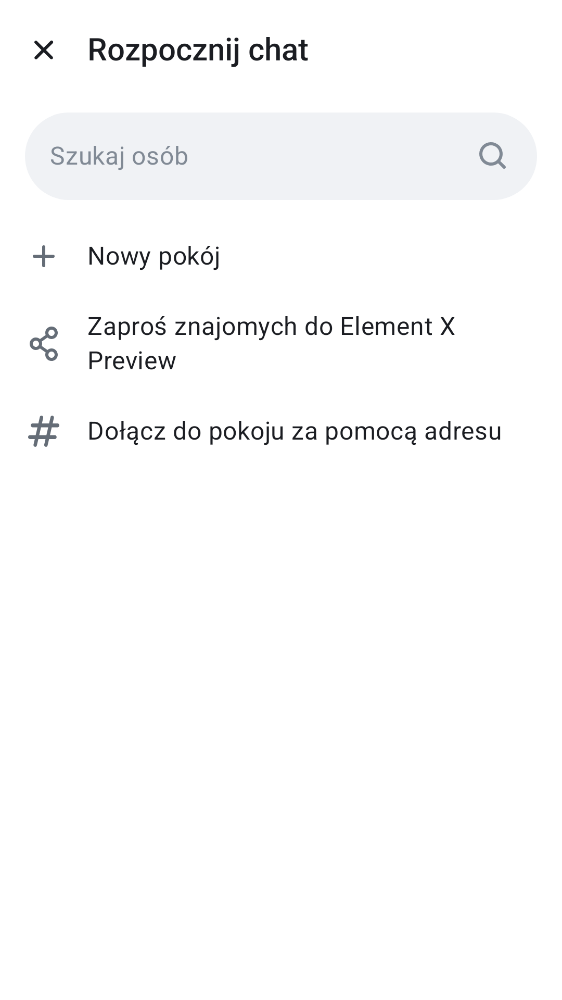 Rozpocznij chat
Szukaj osób
Nowy pokój
Zaproś znajomych do Element X
Preview
Dołącz do pokoju za pomocą adresu